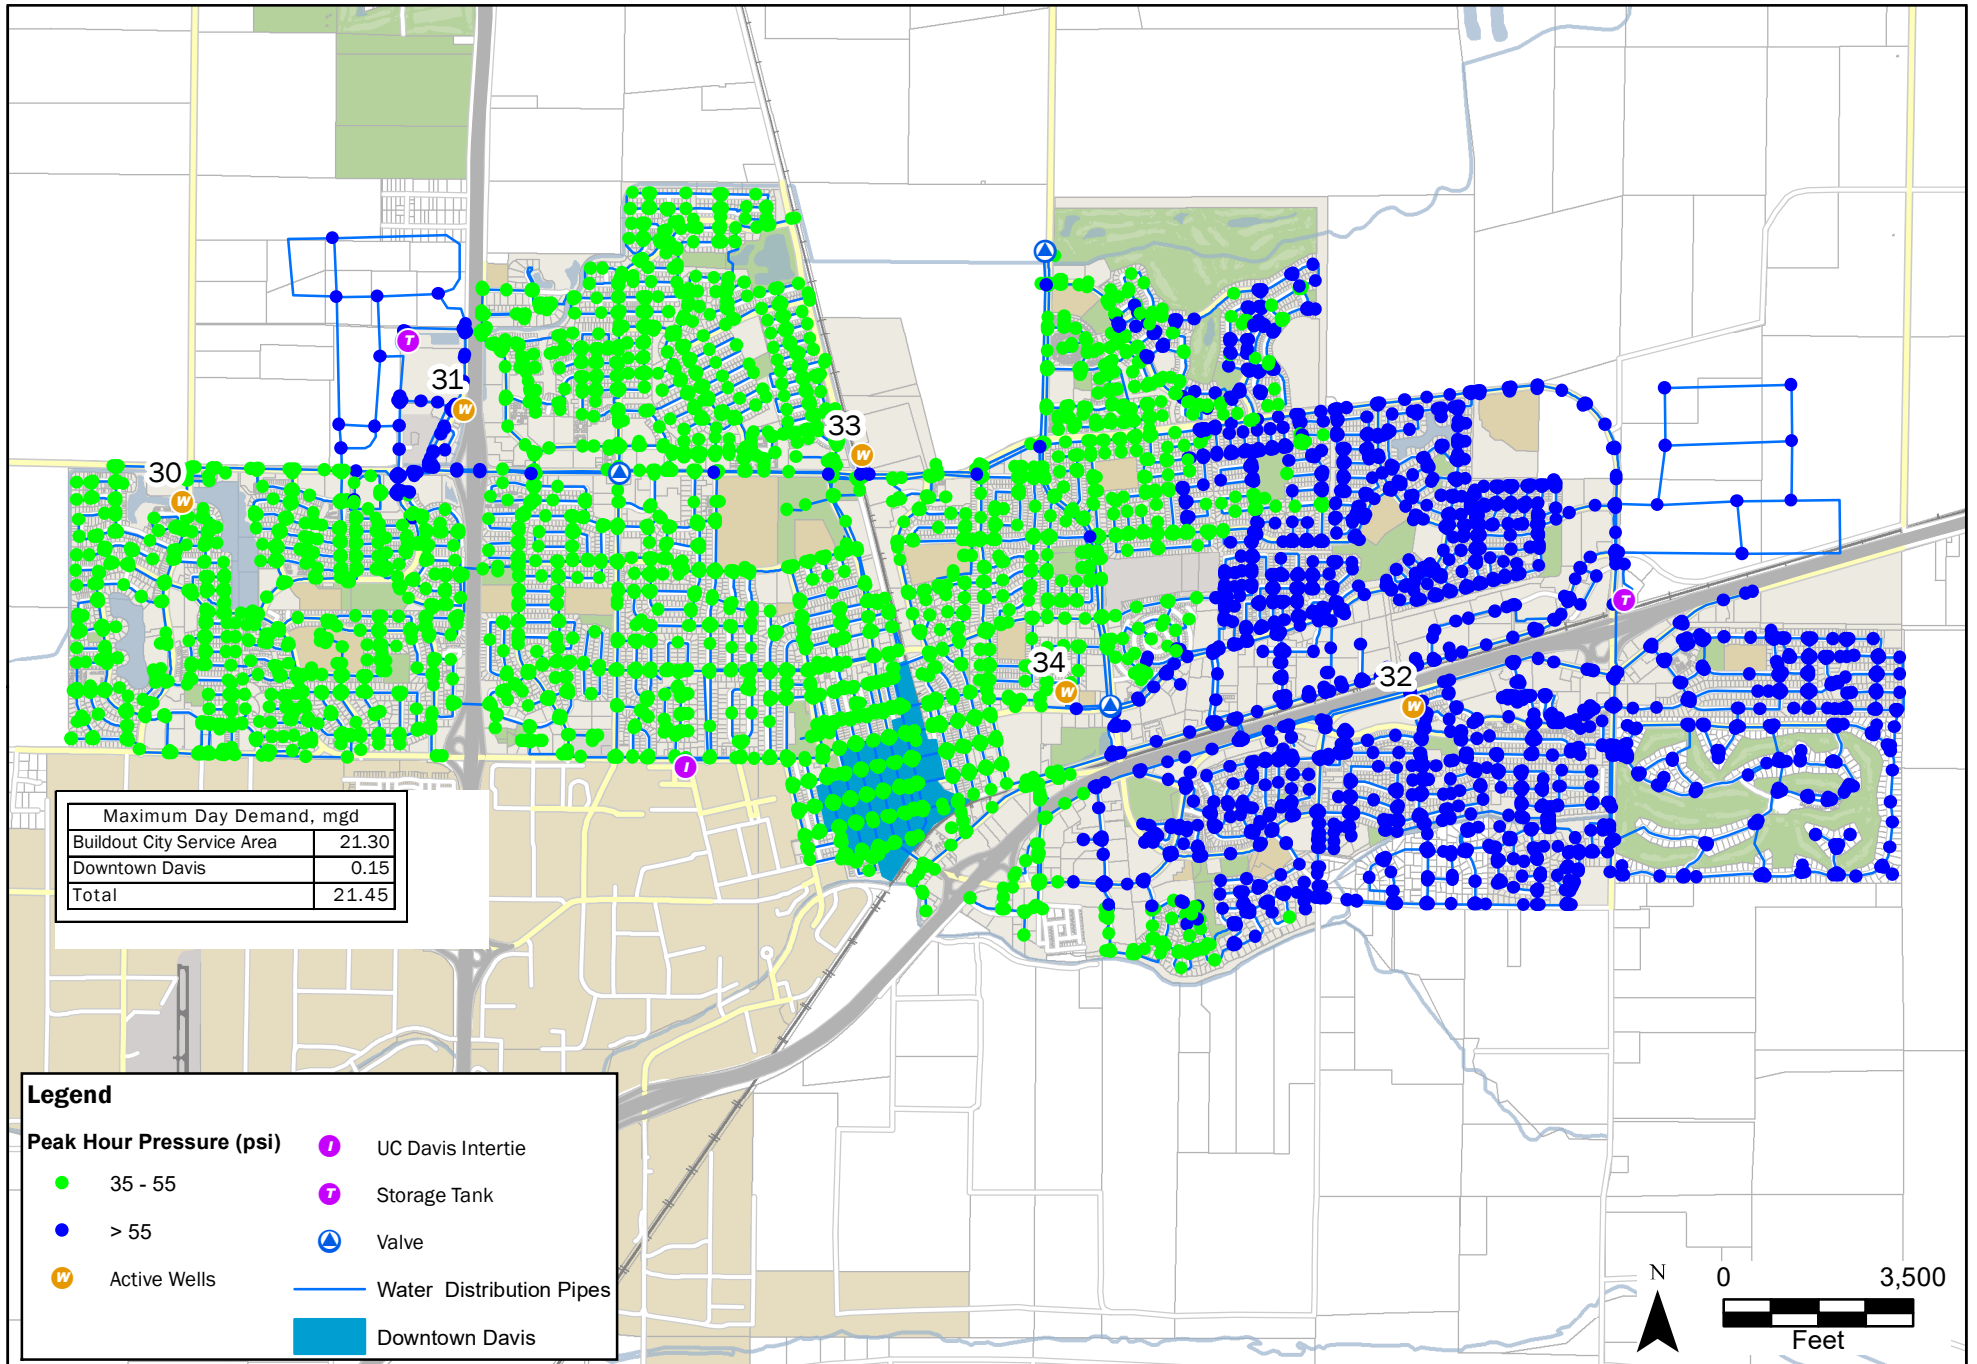 31
33
30
34
32
T
W
W
W
T
W
W
I
Maximum Day Demand, mgd
Buildout City Service Area 21.30
Downtown Davis 0.15
Total 21.45
Legend
Peak Hour Pressure (psi)
35 - 55
> 55
W Active Wells
I UC Davis Intertie
T Storage Tank
Valve
Water Distribution Pipes
Downtown Davis
N
0 3,500
Feet